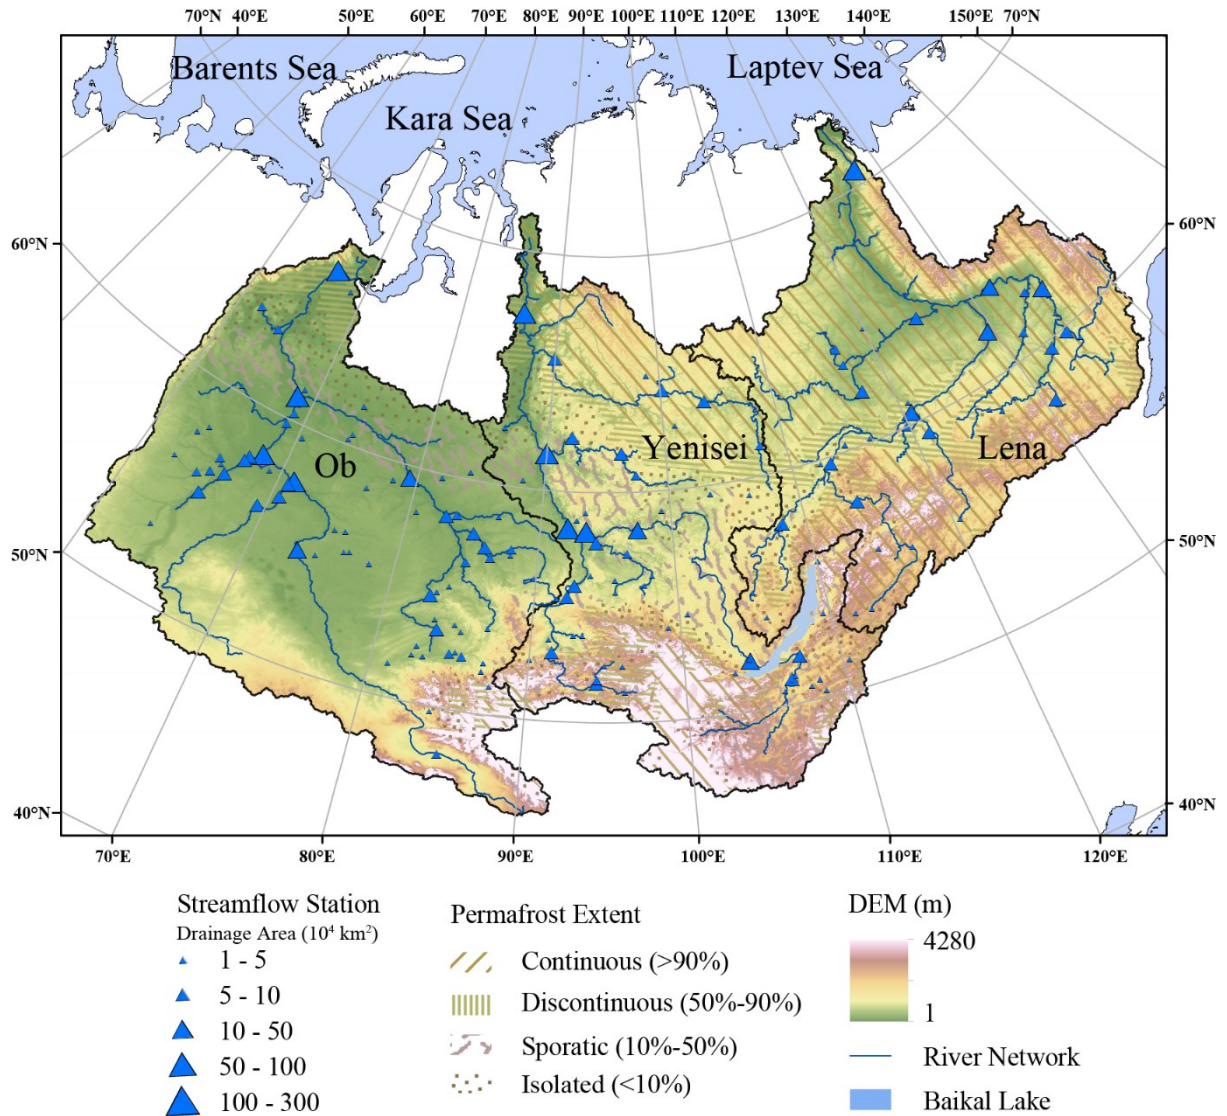 70°N 40°E 50°E 60°E 70°E 80°E 90°E 100°E 110°E 120°E 130°E 140°E 150°E 70°N
Barents Sea
Laptev Sea
Kara Sea
60°N
60°N
Yenisei
Lena
Ob
50°N
50°N
40°N
40°N
70°E 80°E 90°E 100°E 110°E 120°E
Streamflow Station
Drainage Area (10⁴ km²)
1 - 5
5 - 10
10 - 50
50 - 100
100 - 300
Permafrost Extent
Continuous (>90%)
Discontinuous (50%-90%)
Sporatic (10%-50%)
Isolated (<10%)
DEM (m)
4280
1
River Network
Baikal Lake